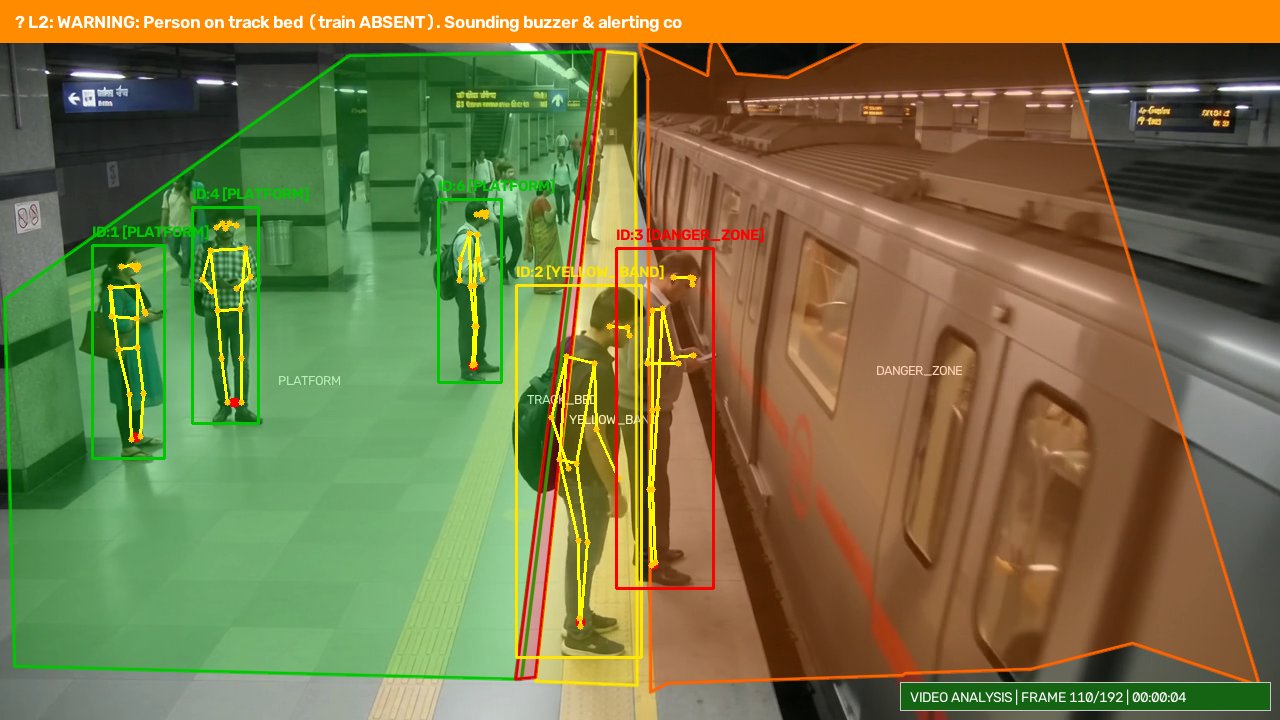 ? L2: WARNING: Person on track bed (train ABSENT). Sounding buzzer & alerting co
ID:4 [PLATFORM]
ID:6 [PLATFORM]
ID:1 [PLATFORM]
ID:3 [DANGER_ZONE]
ID:2 [YELLOW_BAND]
DANGER_ZONE
PLATFORM
TRACK_BED
YELLOW_BAND
VIDEO ANALYSIS | FRAME 110/192 | 00:00:04